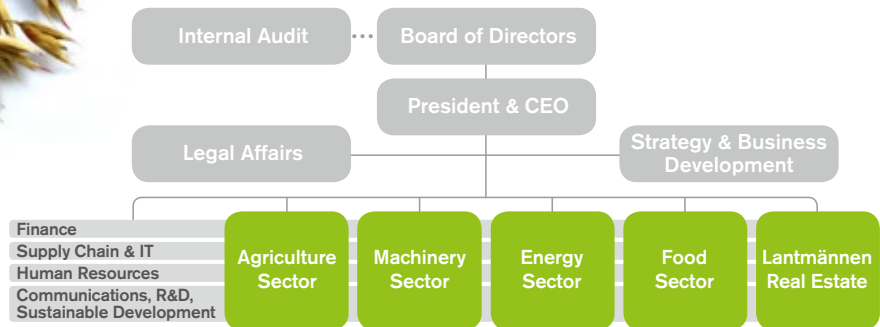 Internal Audit
Board of Directors
President & CEO
Legal Affairs
Strategy & Business
Development
Finance
Supply Chain & IT
Human Resources
Communications, R&D,
Sustainable Development
Agriculture
Sector
Machinery
Sector
Energy
Sector
Food
Sector
Lantmännen
Real Estate